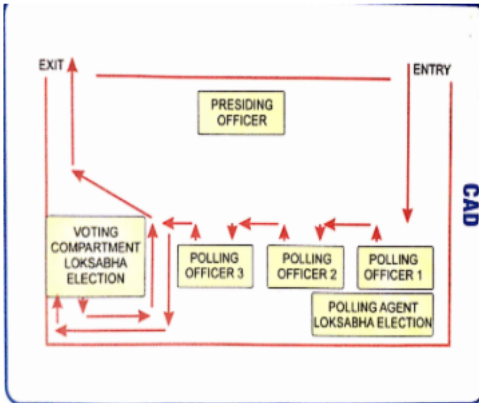 EXIT
ENTRY
PRESIDING
OFFICER
CAD
VOTING
COMPARTMENT
LOKSABHA
ELECTION
POLLING
OFFICER 3
POLLING
OFFICER 2
POLLING
OFFICER 1
POLLING AGENT
LOKSABHA ELECTION